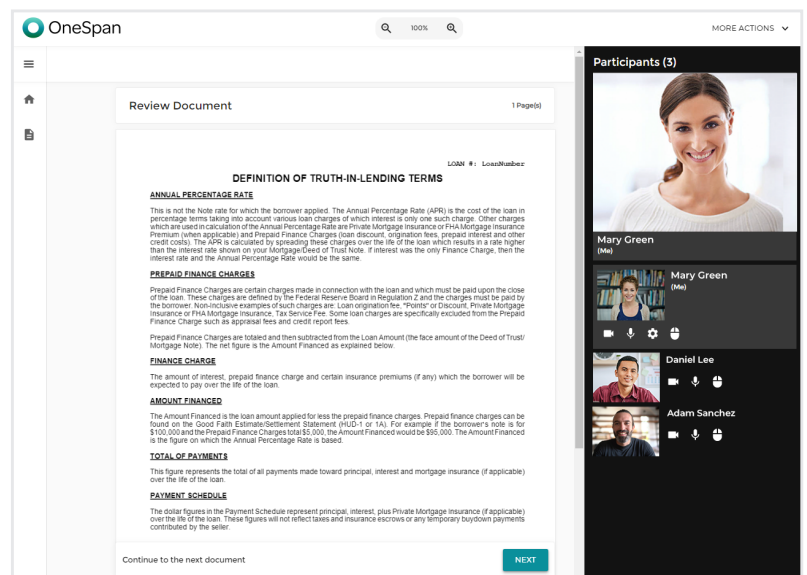 OneSpan
100%
MORE ACTIONS
Participants (3)
Review Document
1 Page(s)
LOAN #: LoanNumber
DEFINITION OF TRUTH-IN-LENDING TERMS
ANNUAL PERCENTAGE RATE
This is not the Note rate for which the borrower applied. The Annual Percentage Rate (APR) is the cost of the loan in
percentage terms taking into account various loan charges of which interest is only one such charge. Other charges
which are used in calculation of the Annual Percentage Rate are Private Mortgage Insurance or FHA Mortgage Insurance
Premium (when applicable) and Prepaid Finance Charges (loan discount, origination fees, prepaid interest and other
credit costs). The APR is calculated by spreading these charges over the life of the loan which results in a rate higher
than the interest rate shown on your Mortgage/Deed of Trust Note. If interest was the only Finance Charge, then the
interest rate and the Annual Percentage Rate would be the same.
PREPAID FINANCE CHARGES
Prepaid Finance Charges are certain charges made in connection with the loan and which must be paid upon the close
of the loan. These charges are defined by the Federal Reserve Board in Regulation Z and the charges must be paid by
the borrower. Non-Inclusive examples of such charges are: Loan origination fee, "Points" or Discount, Private Mortgage
Insurance or FHA Mortgage Insurance, Tax Service Fee. Some loan charges are specifically excluded from the Prepaid
Finance Charge such as appraisal fees and credit report fees.
Prepaid Finance Charges are totaled and then subtracted from the Loan Amount (the face amount of the Deed of Trust/
Mortgage Note). The net figure is the Amount Financed as explained below.
FINANCE CHARGE
The amount of interest, prepaid finance charge and certain insurance premiums (if any) which the borrower will be
expected to pay over the life of the loan.
AMOUNT FINANCED
The Amount Financed is the loan amount applied for less the prepaid finance charges. Prepaid finance charges can be
found on the Good Faith Estimate/Settlement Statement (HUD-1 or 1A). For example if the borrower's note is for
$100,000 and the Prepaid Finance Charges total $5,000, the Amount Financed would be $95,000. The Amount Financed
is the figure on which the Annual Percentage Rate is based.
TOTAL OF PAYMENTS
This figure represents the total of all payments made toward principal, interest and mortgage insurance (if applicable)
over the life of the loan.
PAYMENT SCHEDULE
The dollar figures in the Payment Schedule represent principal, interest, plus Private Mortgage Insurance (if applicable)
over the life of the loan. These figures will not reflect taxes and insurance escrows or any temporary buydown payments
contributed by the seller.
Continue to the next document
NEXT
Mary Green
(Me)
Mary Green
(Me)
Daniel Lee
Adam Sanchez